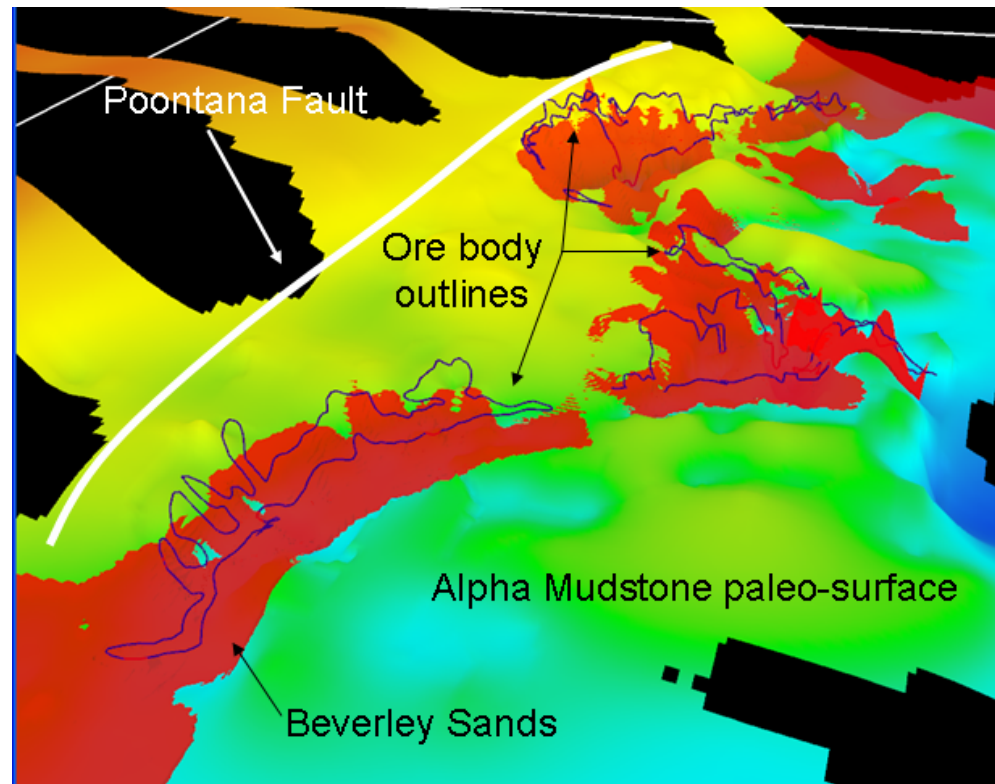 Poontana Fault
Ore body
outlines
Alpha Mudstone paleo-surface
Beverley Sands